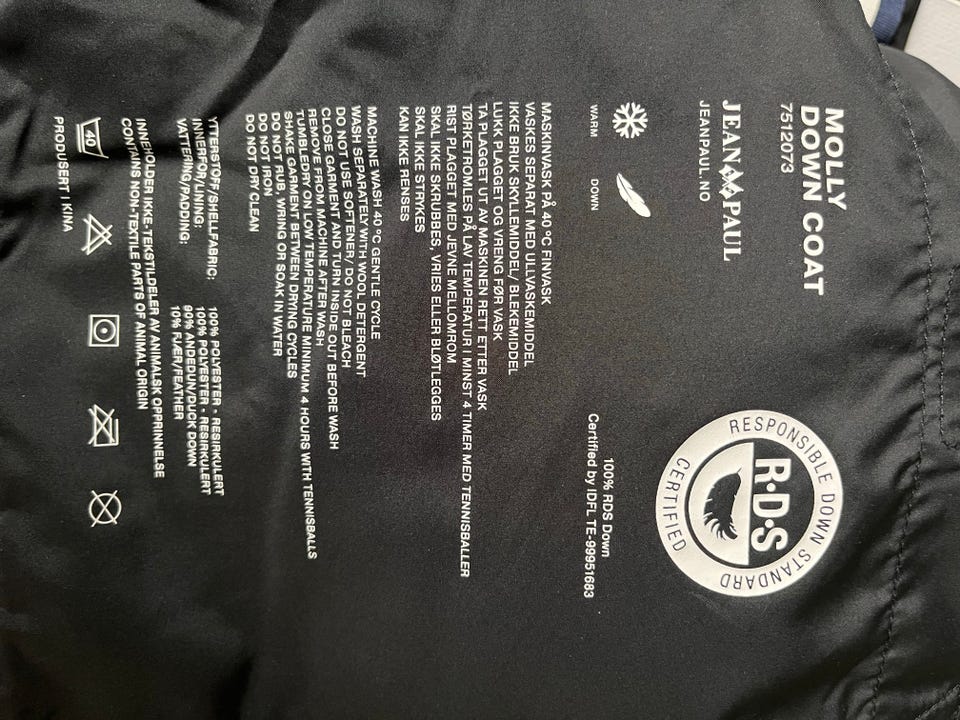 MOLLY
DOWN COAT
7512073
JEAN PAUL
JEANPAUL.NO
RESPONSIBLE DOWN STANDARD
R·D·S
CERTIFIED
WARM
DOWN
100% RDS Down
Certified by IDFL TE-99951683
MASKINVASK PÅ 40 °C FINVASK
VASKES SEPARAT MED ULLVASKEMIDDEL
IKKE BRUK SKYLLEMIDDEL/ BLEKEMIDDEL
LUKK PLAGGET OG VRENG FØR VASK
TA PLAGGET UT AV MASKINEN RETT ETTER VASK
TØRKETROMLES PÅ LAV TEMPERATUR I MINST 4 TIMER MED TENNISBALLER
RIST PLAGGET MED JEVNE MELLOMROM
SKAL IKKE SKRUBBES, VRIES ELLER BLØTLEGGES
SKAL IKKE STRYKES
KAN IKKE RENSES
MACHINE WASH 40 °C GENTLE CYCLE
WASH SEPARATELY WITH WOOL DETERGENT
DO NOT USE SOFTENER/ DO NOT BLEACH
CLOSE GARMENT AND TURN INSIDE OUT BEFORE WASH
REMOVE FROM MACHINE AFTER WASH
TUMBLEDRY ON LOW TEMPERATURE MINIMUM 4 HOURS WITH TENNISBALLS
SHAKE GARMENT BETWEEN DRYING CYCLES
DO NOT RUB, WRING OR SOAK IN WATER
DO NOT IRON
DO NOT DRY CLEAN
YTTERSTOFF/SHELLFABRIC: 100% POLYESTER - RESIRKULERT
INNERFOR/LINING: 100% POLYESTER - RESIRKULERT
VATTERING/PADDING: 90% ANDEDUN/DUCK DOWN
10% FJÆR/FEATHER
INNEHOLDER IKKE-TEKSTILDELER AV ANIMALSK OPPRINNELSE
CONTAINS NON-TEXTILE PARTS OF ANIMAL ORIGIN
40
PRODUSERT I KINA